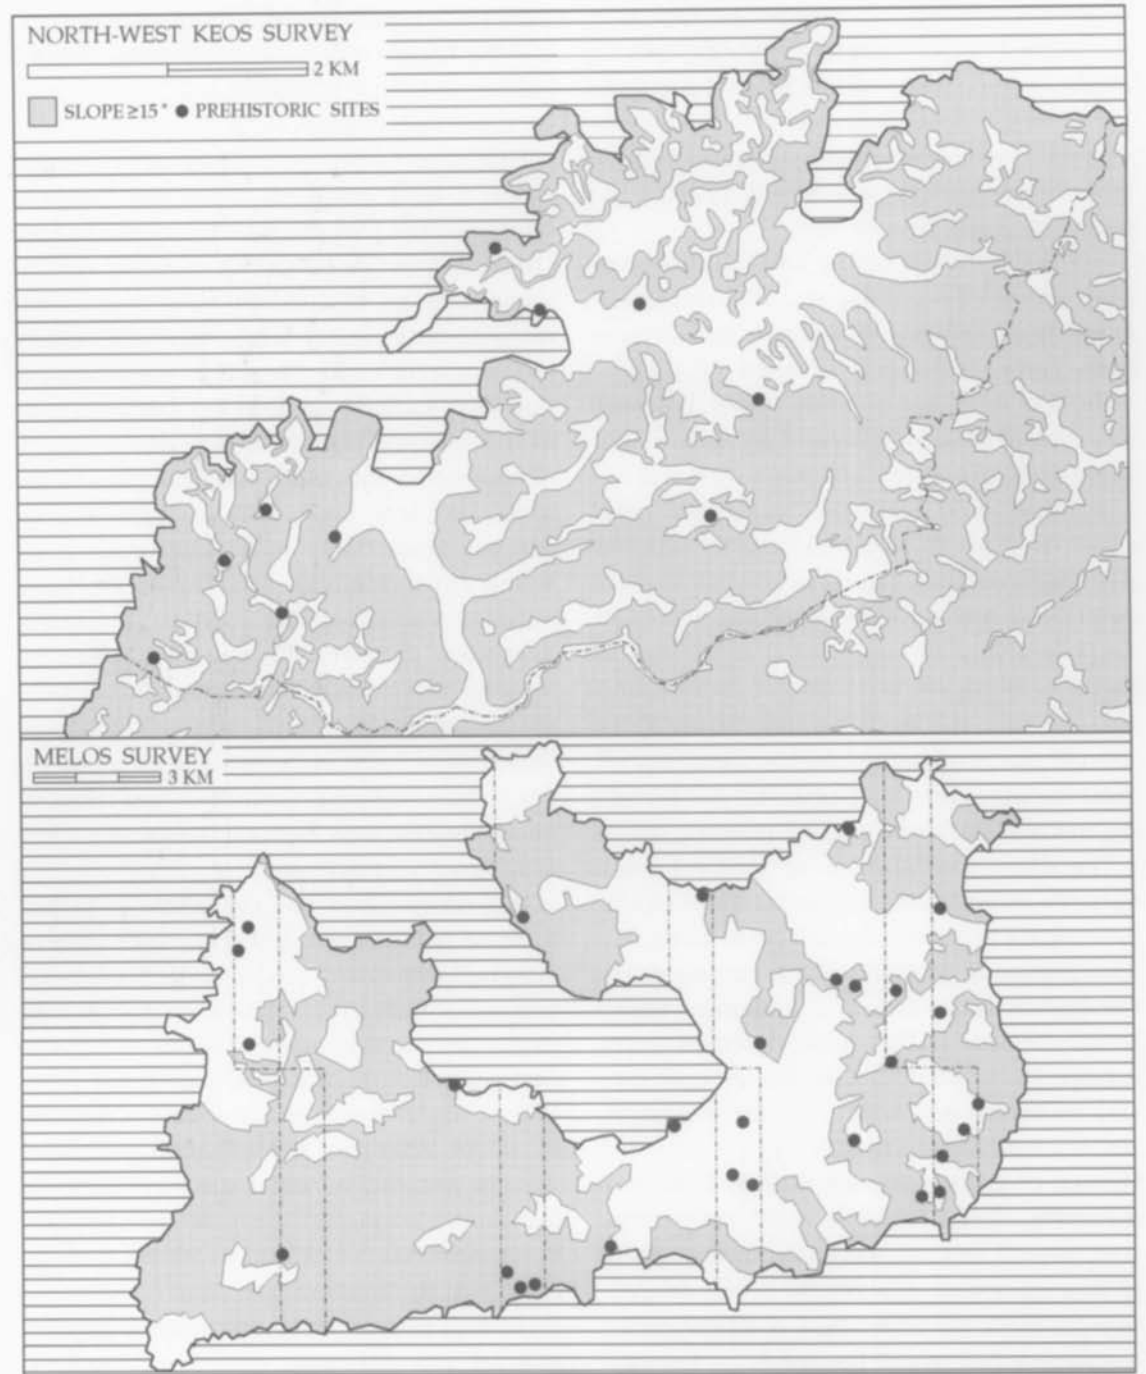 NORTH-WEST KEOS SURVEY
2 KM
SLOPE ≥15° PREHISTORIC SITES
MELOS SURVEY
3 KM